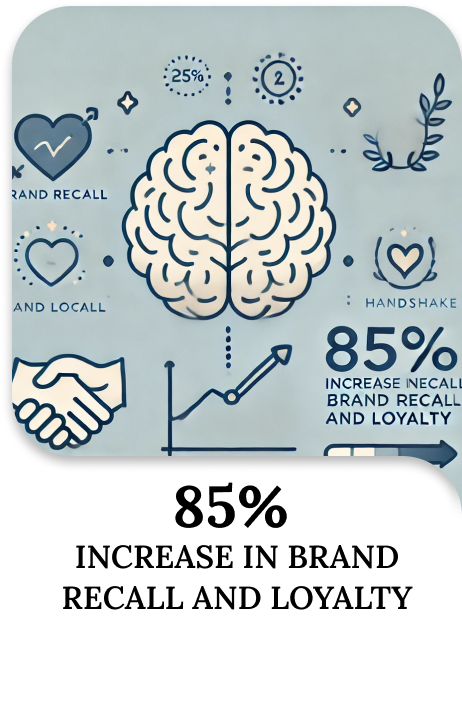 25%
2
RAND RECALL
AND LOCALL
HANDSHAKE
85%
INCREASE INECALL
BRAND RECALL
AND LOYALTY
85%
INCREASE IN BRAND
RECALL AND LOYALTY